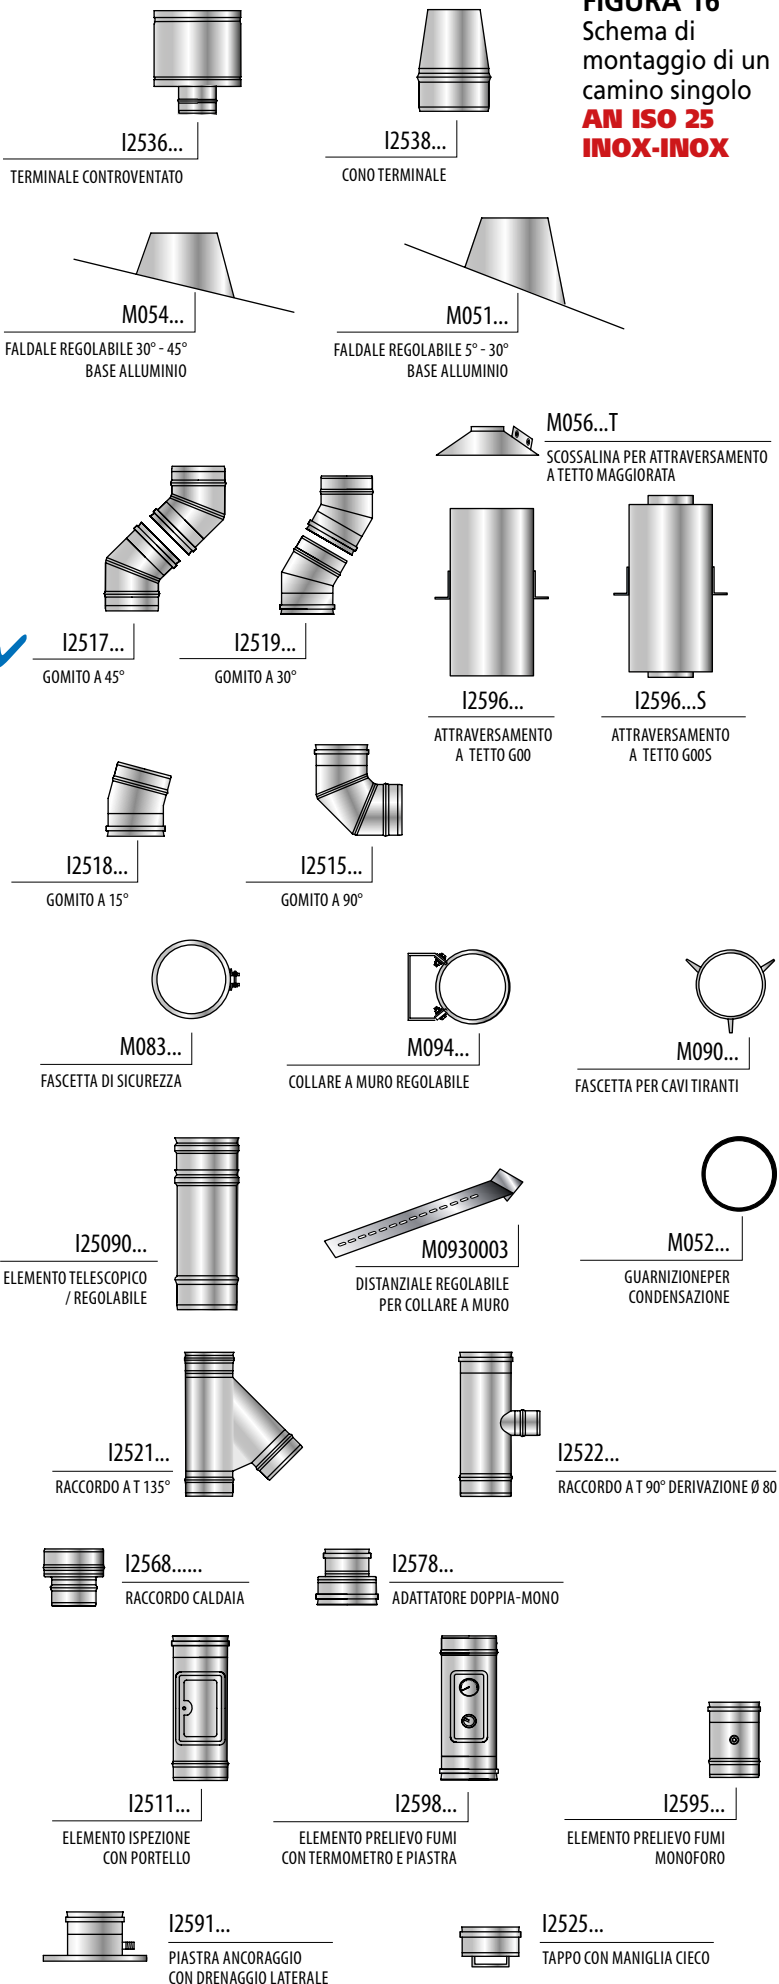 FIGURA 16
Schema di
montaggio di un
camino singolo
AN ISO 25
INOX-INOX
I2536...
TERMINALE CONTROVENTATO
I2538...
CONO TERMINALE
M054...
FALDALE REGOLABILE 30° - 45°
BASE ALLUMINIO
M051...
FALDALE REGOLABILE 5° - 30°
BASE ALLUMINIO
M056...T
SCOSSALINA PER ATTRAVERSAMENTO
A TETTO MAGGIORATA
I2517...
GOMITO A 45°
I2519...
GOMITO A 30°
I2596...
ATTRAVERSAMENTO
A TETTO G00
I2596...S
ATTRAVERSAMENTO
A TETTO G00S
I2518...
GOMITO A 15°
I2515...
GOMITO A 90°
M083...
FASCETTA DI SICUREZZA
M094...
COLLARE A MURO REGOLABILE
M090...
FASCETTA PER CAVI TIRANTI
I25090...
ELEMENTO TELESCOPICO
/ REGOLABILE
M0930003
DISTANZIALE REGOLABILE
PER COLLARE A MURO
M052...
GUARNIZIONEPER
CONDENSAZIONE
I2521...
RACCORDO A T 135°
I2522...
RACCORDO A T 90° DERIVAZIONE Ø 80
I2568......
RACCORDO CALDAIA
I2578...
ADATTATORE DOPPIA-MONO
I2511...
ELEMENTO ISPEZIONE
CON PORTELLO
I2598...
ELEMENTO PRELIEVO FUMI
CON TERMOMETRO E PIASTRA
I2595...
ELEMENTO PRELIEVO FUMI
MONOFORO
I2591...
PIASTRA ANCORAGGIO
CON DRENAGGIO LATERALE
I2525...
TAPPO CON MANIGLIA CIECO